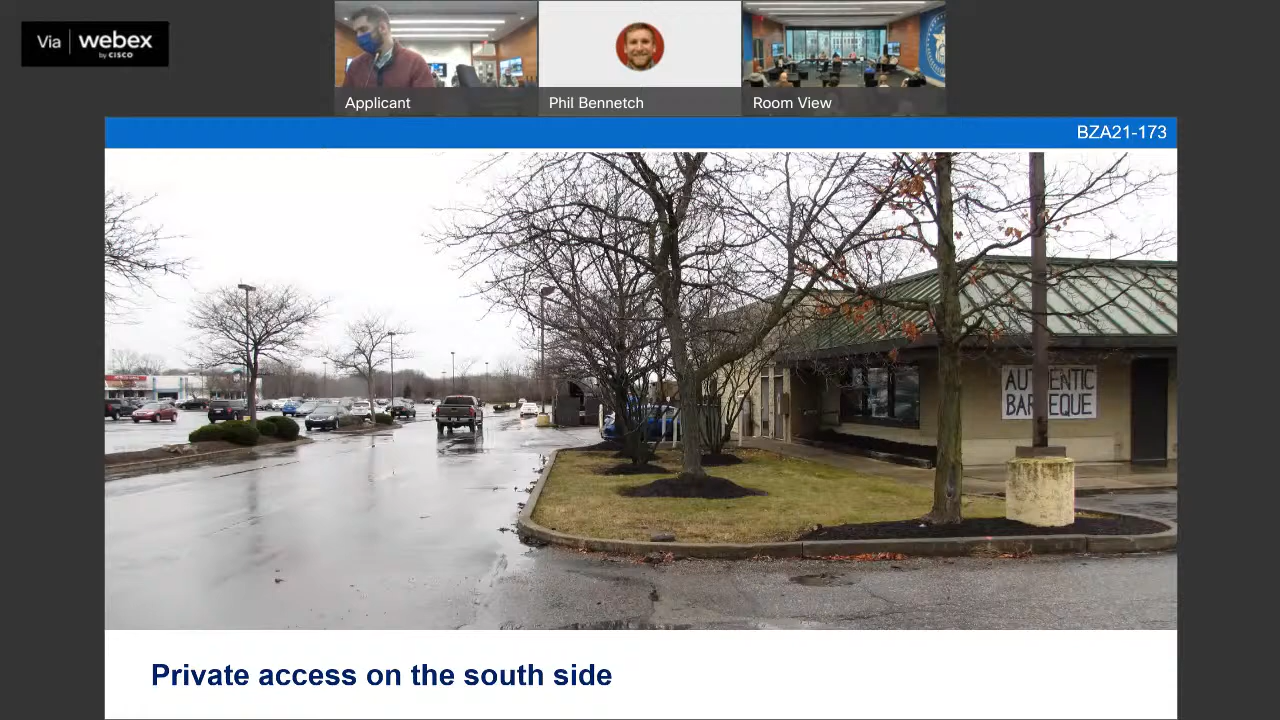 Via webex
by CISCO
Applicant
Phil Bennetch
Room View
BZA21-173
AUTHENTIC
BARBEQUE
Private access on the south side